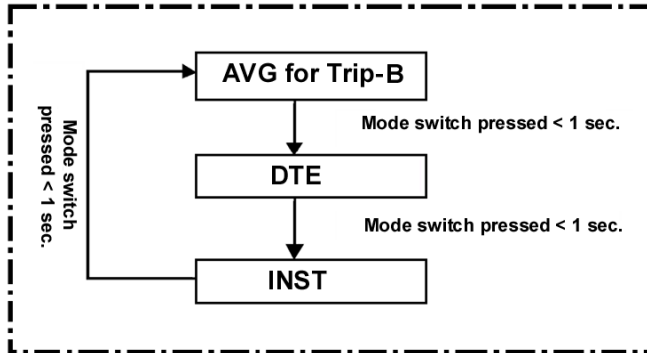 AVG for Trip-B
Mode switch pressed < 1 sec.
DTE
Mode switch pressed < 1 sec.
INST
Mode switch
pressed < 1 sec.